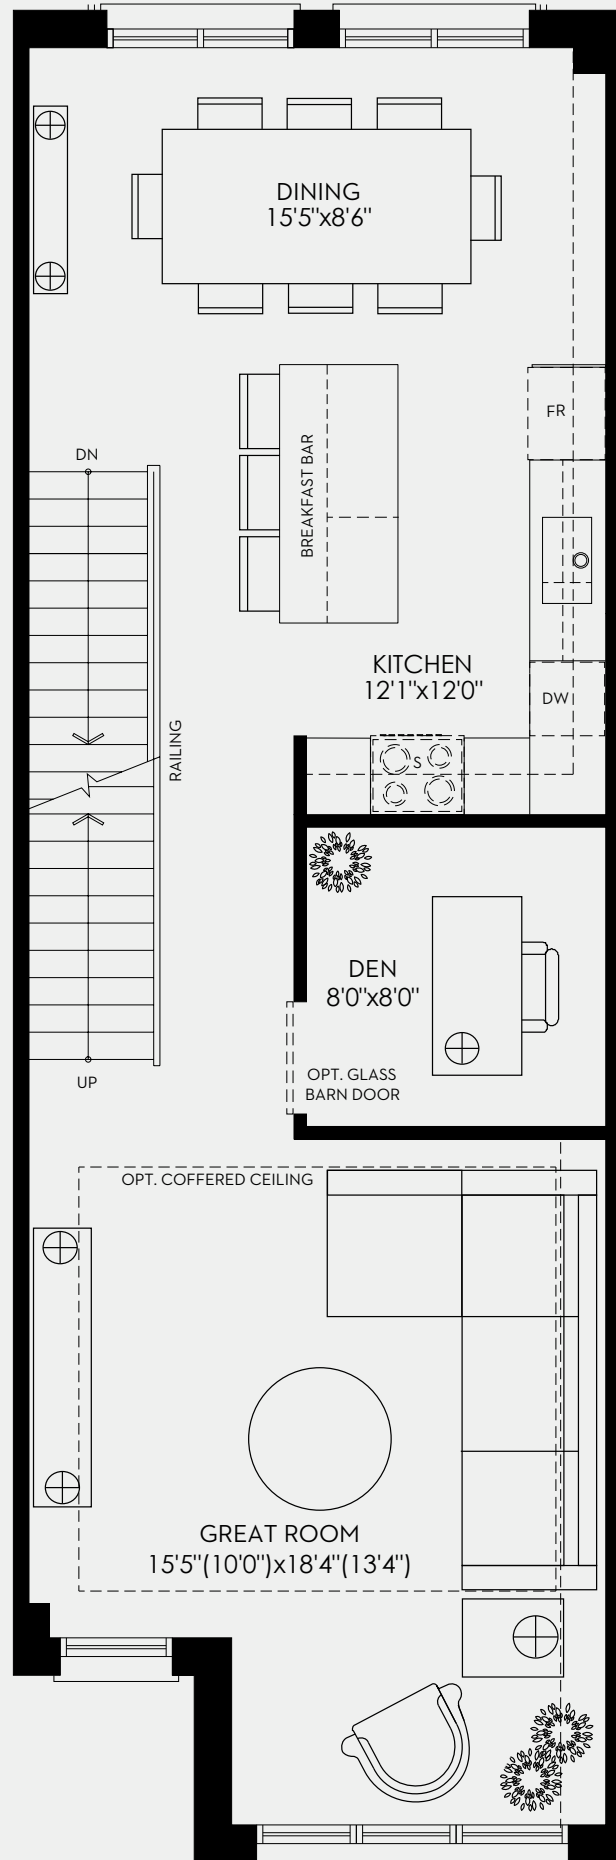 DINING
15'5"x8'6"
FR
BREAKFAST BAR
DN
KITCHEN
12'1"x12'0"
DW
RAILING
S
DEN
8'0"x8'0"
OPT. GLASS
BARN DOOR
UP
OPT. COFFERED CEILING
GREAT ROOM
15'5"(10'0")x18'4"(13'4")